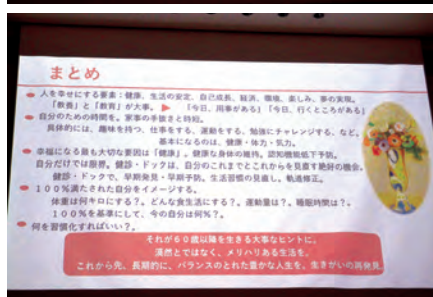 まとめ
人を幸せにする要素：健康、生活の安定、自己成長、経済、環境、楽しみ、夢の実現。
「教養」と「教育」が大事。▶「今日、用事がある」「今日、行くところがある」
自分のための時間を。家事の手抜きと時短。
具体的には、趣味を持つ、仕事をする、運動をする、勉強にチャレンジする、など。
基本になるのは、健康・体力・気力。
幸福になる最も大切な要因は「健康」。健康な身体の維持。認知機能低下予防。
自分だけでは限界。健診・ドックは、自分のこれまでとこれからを見直す絶好の機会。
健診・ドックで、早期発見・早期予防。生活習慣の見直し、軌道修正。
１００％満たされた自分をイメージする。
体重は何キロにする？。どんな食生活にする？。運動量は？。睡眠時間は？。
１００％を基準にして、今の自分は何％？。
何を習慣化すればいい？。
それが６０歳以降を生きる大事なヒントに。
漠然とではなく、メリハリある生活を。
これから先、長期的に、バランスのとれた豊かな人生を、生きがいの再発見。